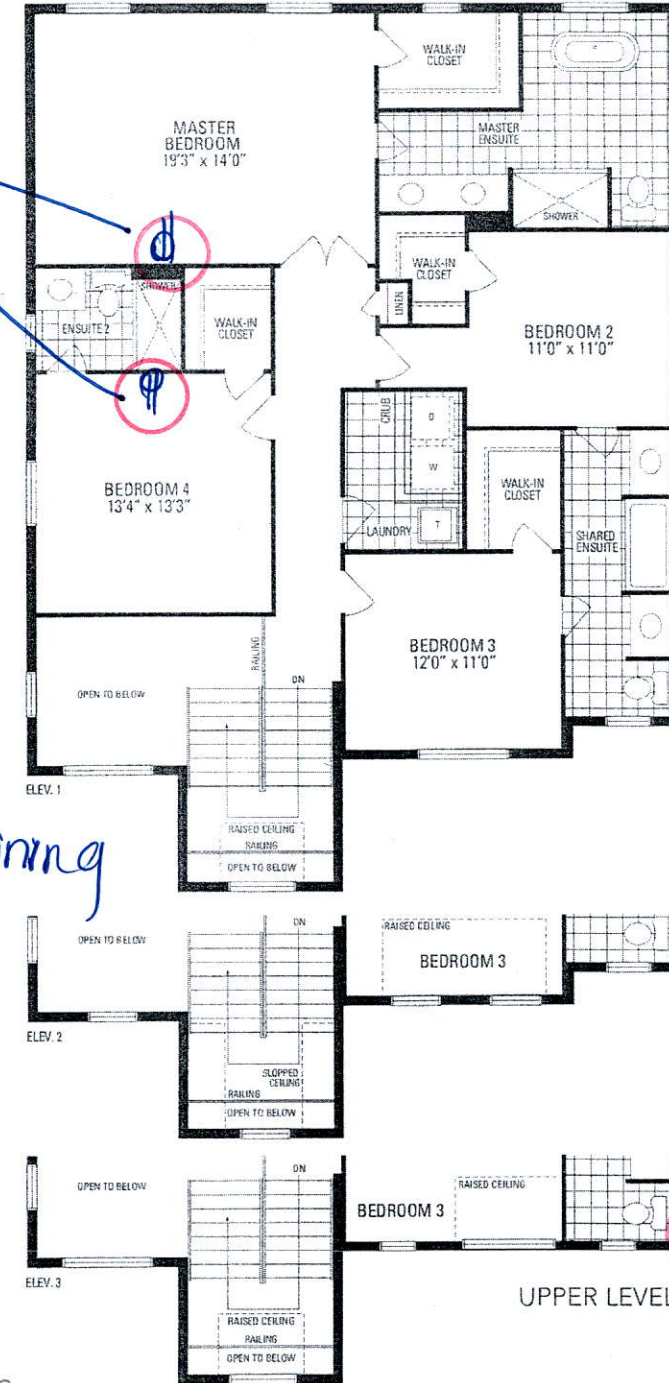 WALK-IN
CLOSET
MASTER
BEDROOM
19'3" x 14'0"
MASTER
ENSUITE
SHOWER
WALK-IN
CLOSET
SHOWER
LINEN
ENSUITE 2
WALK-IN
CLOSET
BEDROOM 2
11'0" x 11'0"
CRUB
D
W
BEDROOM 4
13'4" x 13'3"
WALK-IN
CLOSET
LAUNDRY
T
SHARED
ENSUITE
BEDROOM 3
12'0" x 11'0"
RAILING
DN
OPEN TO BELOW
ELEV. 1
RAISED CEILING
RAILING
OPEN TO BELOW
ining
DN
RAISED CEILING
OPEN TO BELOW
BEDROOM 3
ELEV. 2
SLOPPED
CEILING
RAILING
OPEN TO BELOW
DN
OPEN TO BELOW
RAISED CEILING
BEDROOM 3
ELEV. 3
UPPER LEVEL
RAISED CEILING
RAILING
OPEN TO BELOW